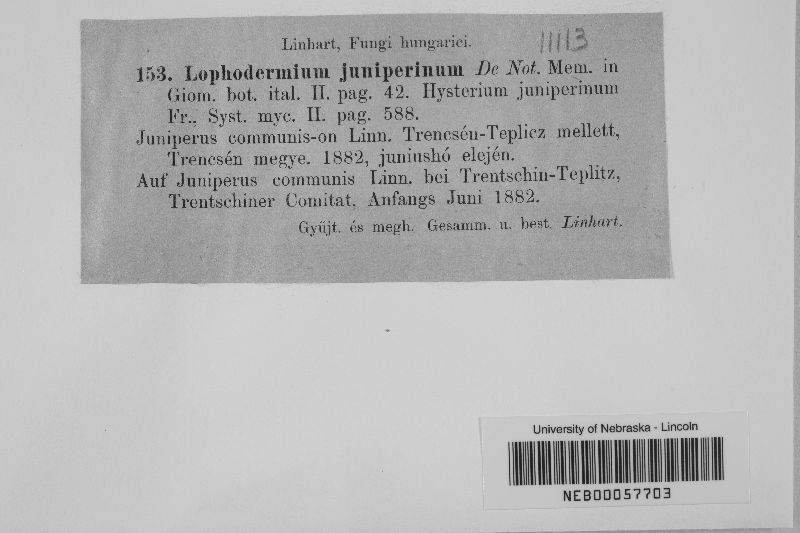 Linhart, Fungi hungarici.
11113
153. Lophodermium juniperinum De Not. Mem. in
Giom. bot. ital. II. pag. 42. Hysterium juniperinum
Fr., Syst. myc. II. pag. 588.
Juniperus communis-on Linn. Trencsén-Teplicz mellett,
Trencsén megye. 1882, juniushó elején.
Auf Juniperus communis Linn. bei Trentschin-Teplitz,
Trentschiner Comitat, Anfangs Juni 1882.
Gyűjt. és megh. Gesamm. u. best. Linhart.
University of Nebraska - Lincoln
NEB00057703